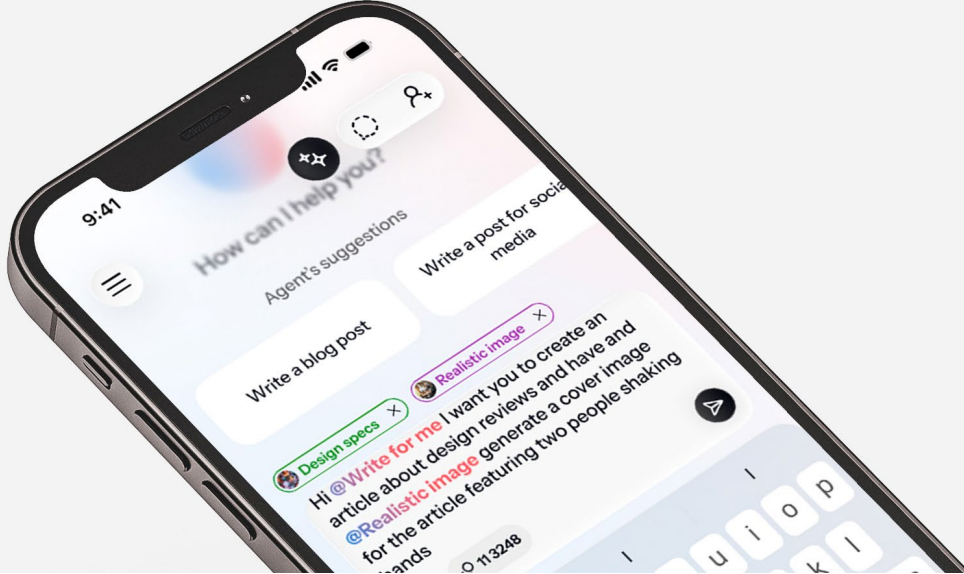 9:41
How can I help you?
Agent's suggestions
Write a blog post
Write a post for socia
media
Design specs
Realistic image
Hi @Write for me I want you to create an
article about design reviews and have and
@Realistic image generate a cover image
for the article featuring two people shaking
hands
113248
u i o p
k l